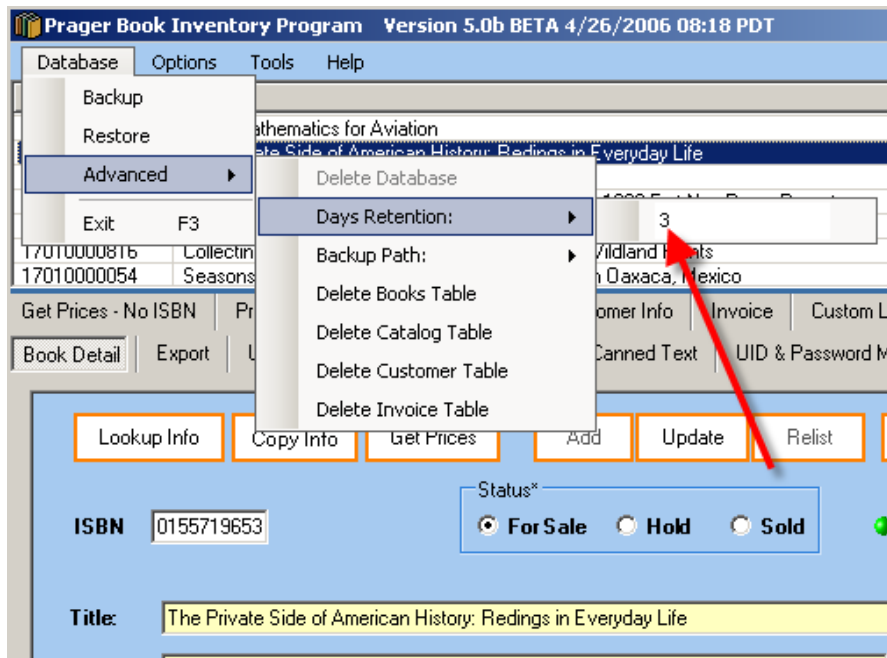 Prager Book Inventory Program Version 5.0b BETA 4/26/2006 08:18 PDT
Database Options Tools Help
Backup
Restore
Advanced
Exit F3
Delete Database
Days Retention:
3
Backup Path:
Delete Books Table
Delete Catalog Table
Delete Customer Table
Delete Invoice Table
athematics for Aviation
ate Side of American History: Redings in Everyday Life
17010000816 Collectin Wildland
17010000054 Seasons n Oaxaca, Mexico
Get Prices - No ISBN Pr omer Info Invoice Custom L
Book Detail Export U Canned Text UID & Password M
Lookup Info Copy Info Get Prices Add Update Relist
Status*
ISBN 0155719653 For Sale Hold Sold
Title: The Private Side of American History: Redings in Everyday Life